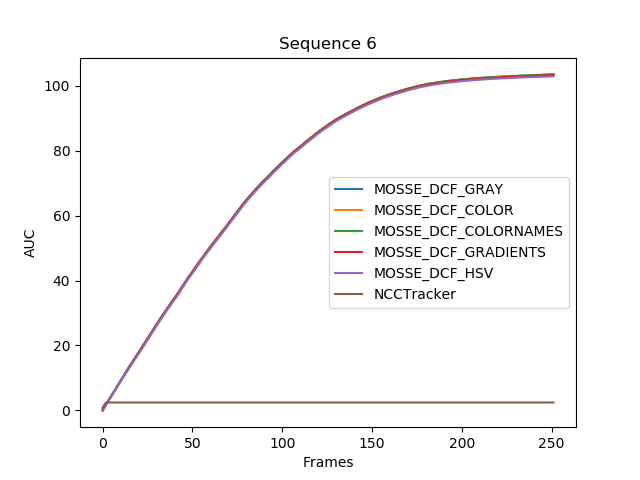 Sequence 6
AUC
100
80
60
40
20
0
MOSSE_DCF_GRAY
MOSSE_DCF_COLOR
MOSSE_DCF_COLORNAMES
MOSSE_DCF_GRADIENTS
MOSSE_DCF_HSV
NCCTracker
0 50 100 150 200 250
Frames